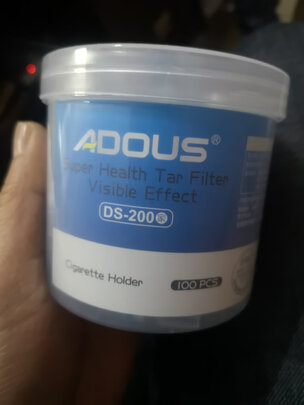 ADOUS®
Super Health Tar Filter
Visible Effect
DS-200
Cigarette Holder
100 PCS